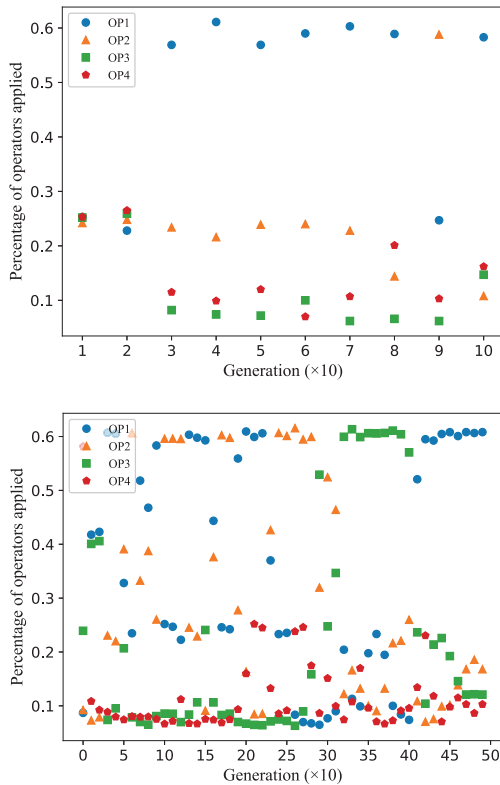 0.6
0.5
0.3
0.2
0.1
Percentage of operators applied
OP1
OP2
OP3
OP4
1 2 3 4 5 6 7 8 9 10
Generation (×10)
0.6
0.5
0.4
0.3
0.2
0.1
Percentage of operators applied
OP1
OP2
OP3
OP4
0 5 10 15 20 25 30 35 40 45 50
Generation (×10)